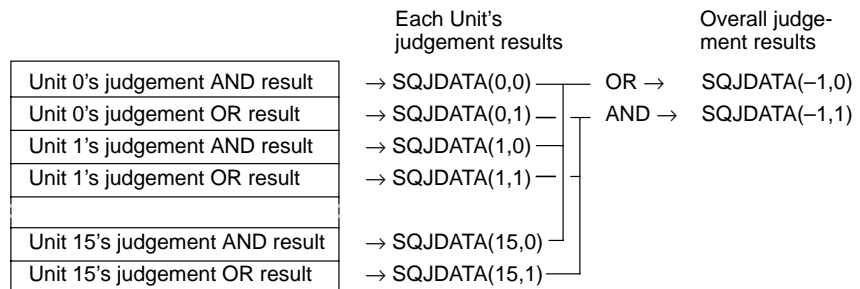 Each Unit's
judgement results
Overall judge-
ment results
Unit 0's judgement AND result → SQJDATA(0,0) OR → SQJDATA(–1,0)
Unit 0's judgement OR result → SQJDATA(0,1) AND → SQJDATA(–1,1)
Unit 1's judgement AND result → SQJDATA(1,0)
Unit 1's judgement OR result → SQJDATA(1,1)
Unit 15's judgement AND result → SQJDATA(15,0)
Unit 15's judgement OR result → SQJDATA(15,1)